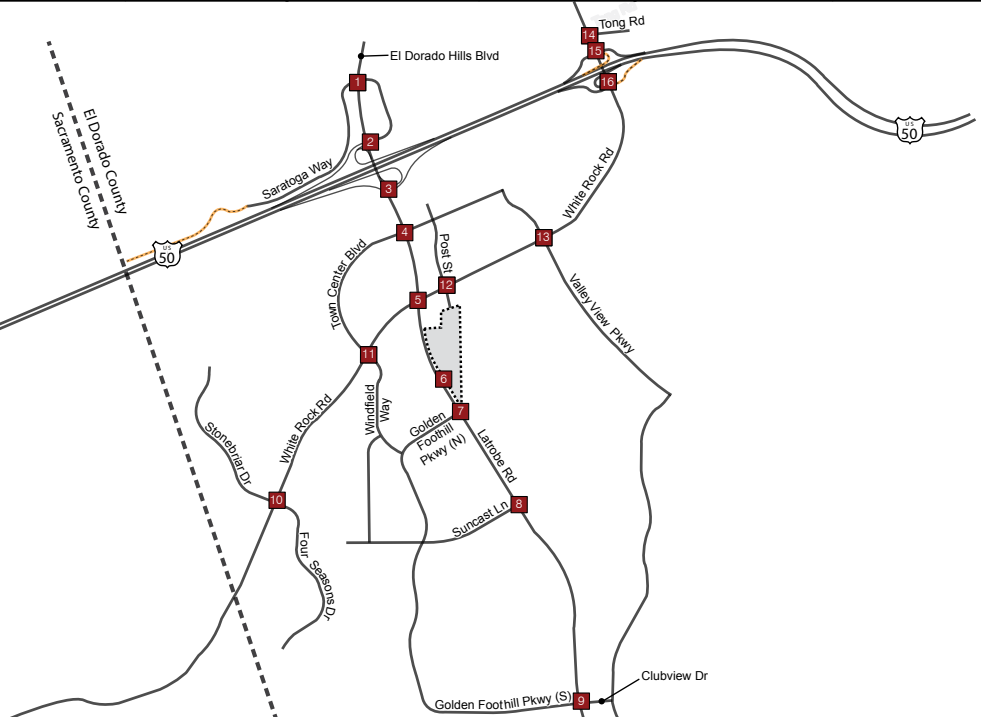 Tong Rd
14
15
16
El Dorado Hills Blvd
1
2
3
4
US
50
El Dorado County
Sacramento County
Saratoga Way
US
50
White Rock Rd
13
Post St
12
5
Town Center Blvd
Valley View Pkwy
11
6
7
Windfield
Way
Golden
Foothill
Pkwy (N)
White Rock Rd
Stonebriar Dr
Latrobe Rd
10
8
Suncast Ln
Four Seasons Dr
Clubview Dr
Golden Foothill Pkwy (S)
9